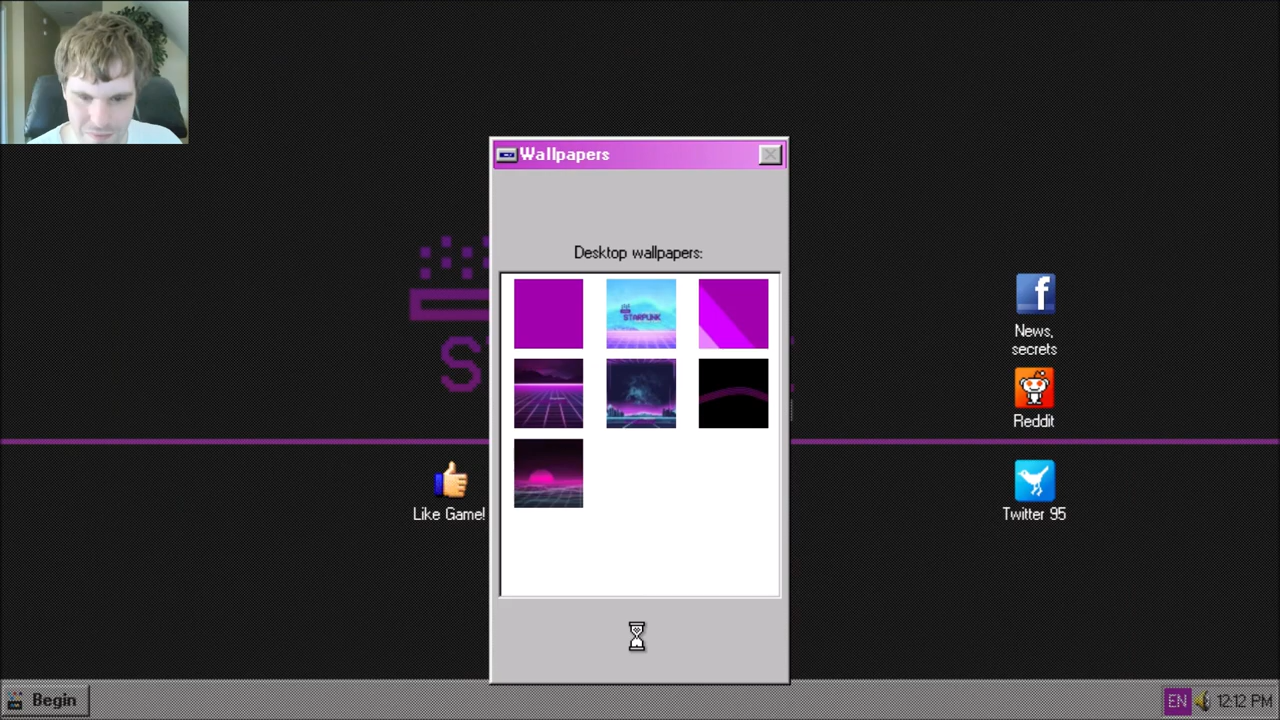 Wallpapers
Desktop wallpapers:
STARPUNK
S
f
News,
secrets
Reddit
Like Game!
Twitter 95
Begin
EN
12:12 PM